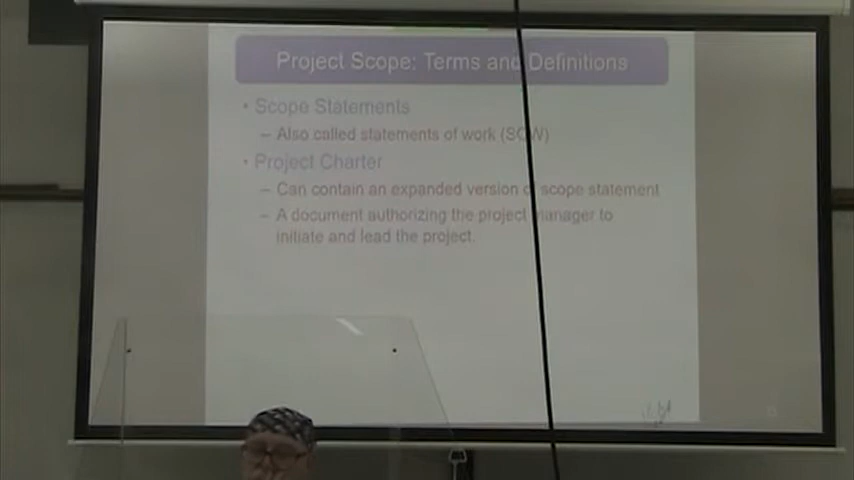 Project Scope: Terms and Definitions
• Scope Statements
– Also called statements of work (SOW)
• Project Charter
– Can contain an expanded version of scope statement
– A document authorizing the project manager to
initiate and lead the project.